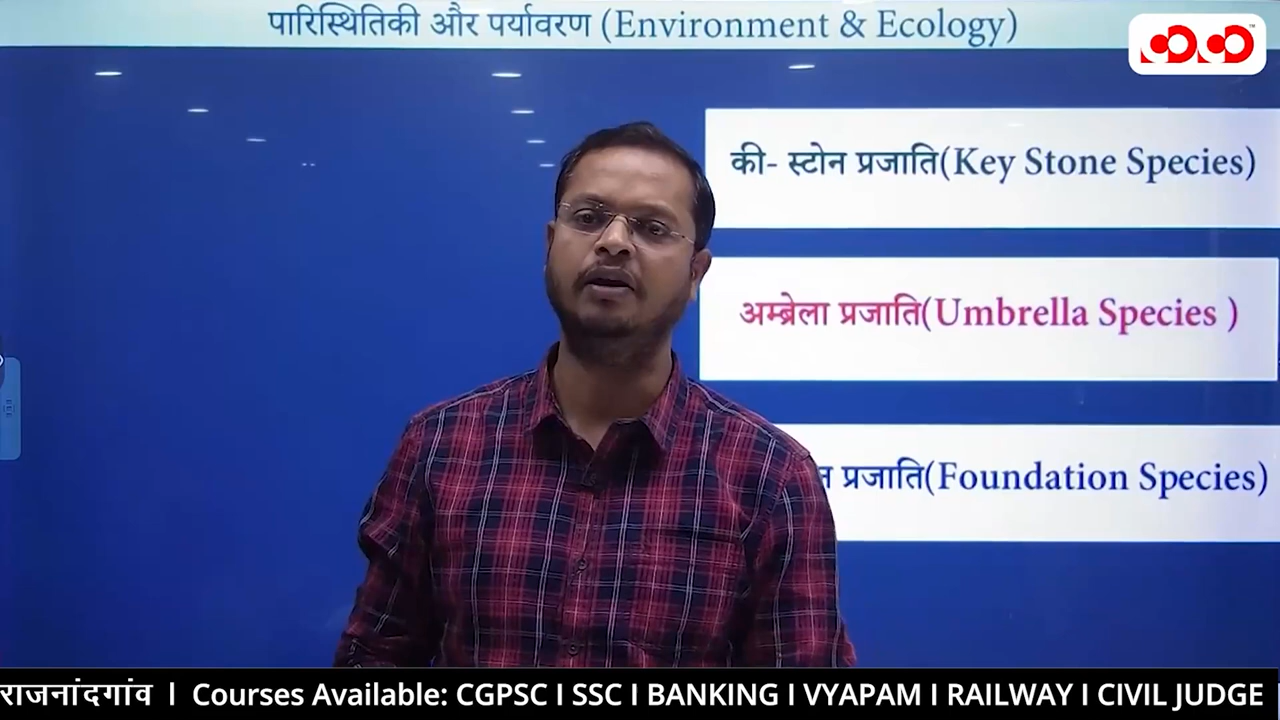 पारिस्थितिकी और पर्यावरण (Environment & Ecology)
की- स्टोन प्रजाति(Key Stone Species)
अम्ब्रेला प्रजाति(Umbrella Species )
प्रजाति(Foundation Species)
राजनांदगांव l Courses Available: CGPSC l SSC l BANKING l VYAPAM l RAILWAY l CIVIL JUDGE